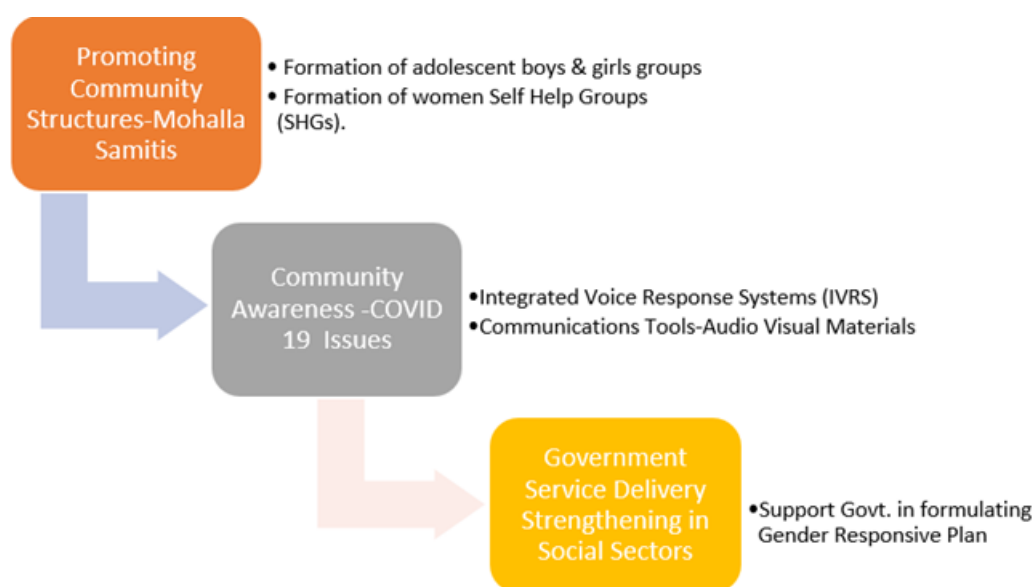 Promoting
Community
Structures-Mohalla
Samitis
• Formation of adolescent boys & girls groups
• Formation of women Self Help Groups
(SHGs).
Community
Awareness -COVID
19 Issues
•Integrated Voice Response Systems (IVRS)
•Communications Tools-Audio Visual Materials
Government
Service Delivery
Strengthening in
Social Sectors
•Support Govt. in formulating
Gender Responsive Plan